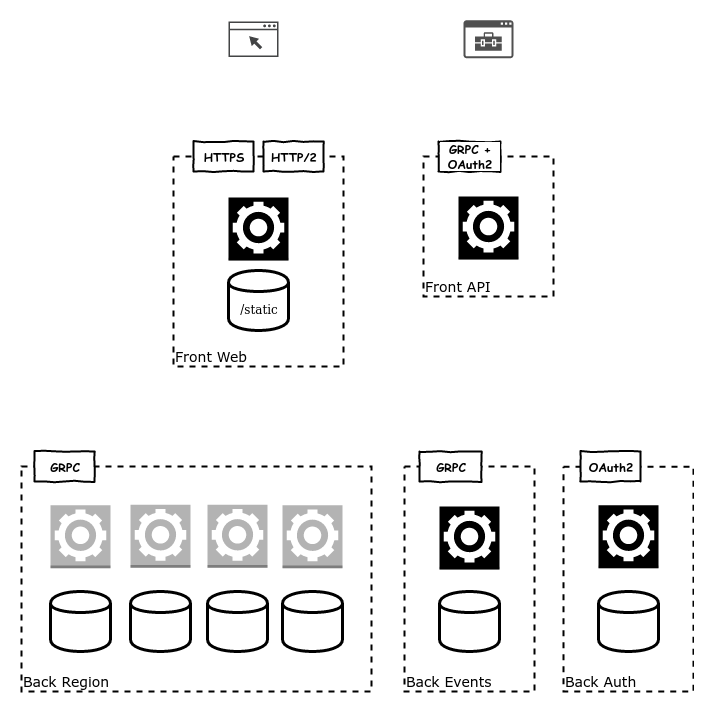 HTTPS
HTTP/2
GRPC +
OAuth2
/static
Front API
Front Web
GRPC
GRPC
OAuth2
Back Region
Back Events
Back Auth